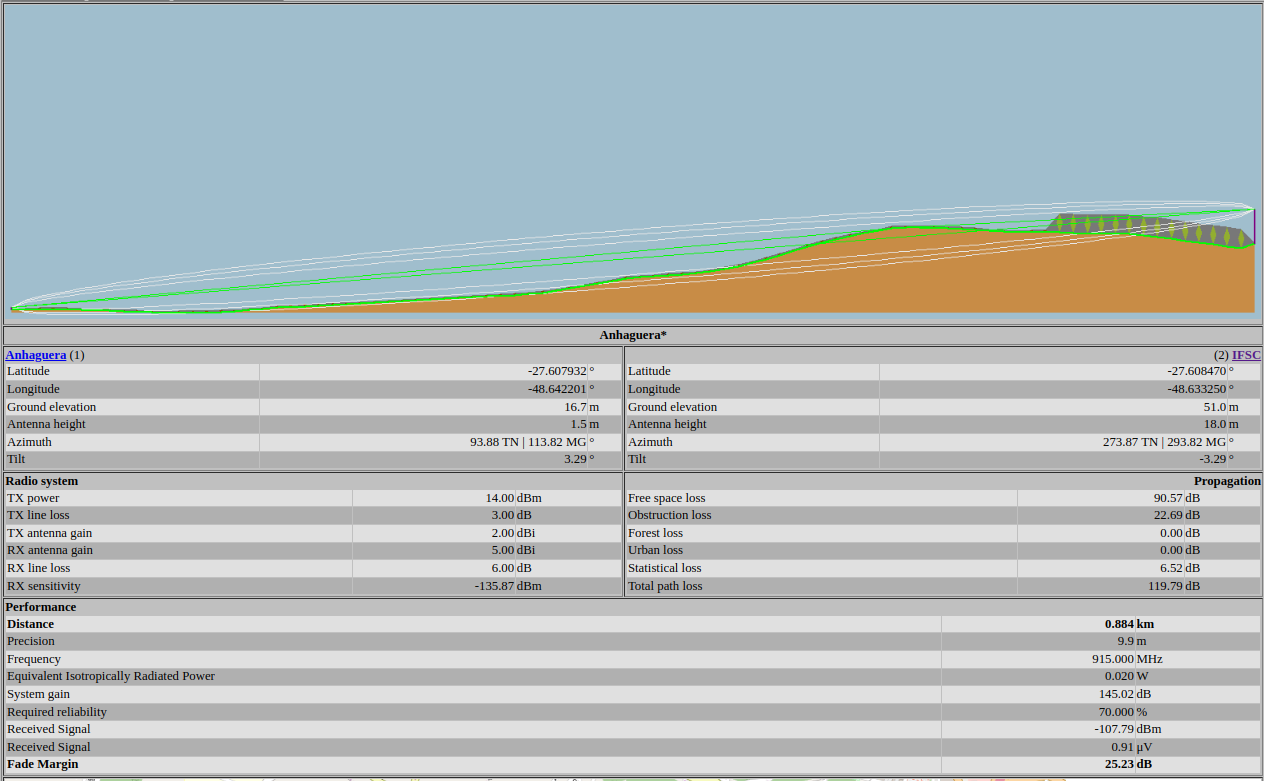 Anhaguera*
Anhaguera (1) (2) IFSC
Latitude -27.607932 ° Latitude -27.608470 °
Longitude -48.642201 ° Longitude -48.633250 °
Ground elevation 16.7 m Ground elevation 51.0 m
Antenna height 1.5 m Antenna height 18.0 m
Azimuth 93.88 TN | 113.82 MG ° Azimuth 273.87 TN | 293.82 MG °
Tilt 3.29 ° Tilt -3.29 °
Radio system Propagation
TX power 14.00 dBm Free space loss 90.57 dB
TX line loss 3.00 dB Obstruction loss 22.69 dB
TX antenna gain 2.00 dBi Forest loss 0.00 dB
RX antenna gain 5.00 dBi Urban loss 0.00 dB
RX line loss 6.00 dB Statistical loss 6.52 dB
RX sensitivity -135.87 dBm Total path loss 119.79 dB
Performance
Distance 0.884 km
Precision 9.9 m
Frequency 915.000 MHz
Equivalent Isotropically Radiated Power 0.020 W
System gain 145.02 dB
Required reliability 70.000 %
Received Signal -107.79 dBm
Received Signal 0.91 μV
Fade Margin 25.23 dB